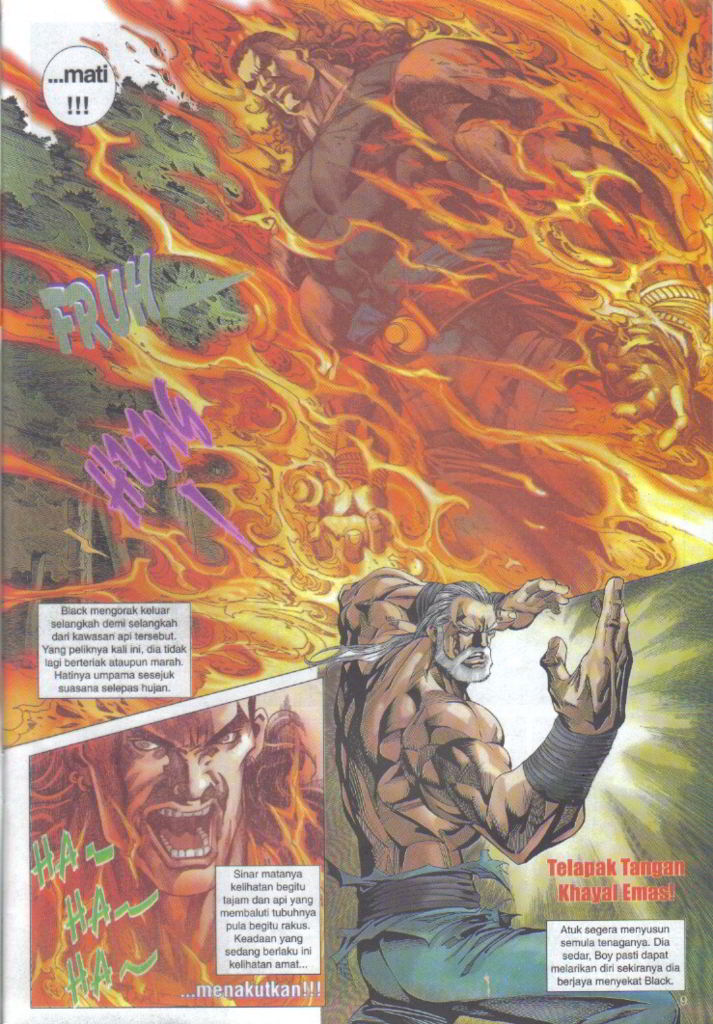 ...mati
!!!
FRUH
HUNG
!
Black mengorak keluar
selangkah demi selangkah
dari kawasan api tersebut.
Yang peliknya kali ini, dia tidak
lagi berteriak ataupun marah.
Hatinya umpama sesejuk
suasana selepas hujan.
HA~
HA~
HA~
Sinar matanya
kelihatan begitu
tajam dan api yang
membaluti tubuhnya
pula begitu rakus.
Keadaan yang
sedang berlaku ini
kelihatan amat...
...menakutkan!!!
Telapak Tangan
Khayal Emas!
Atuk segera menyusun
semula tenaganya. Dia
sedar, Boy pasti dapat
melarikan diri sekiranya dia
berjaya menyekat Black.
9